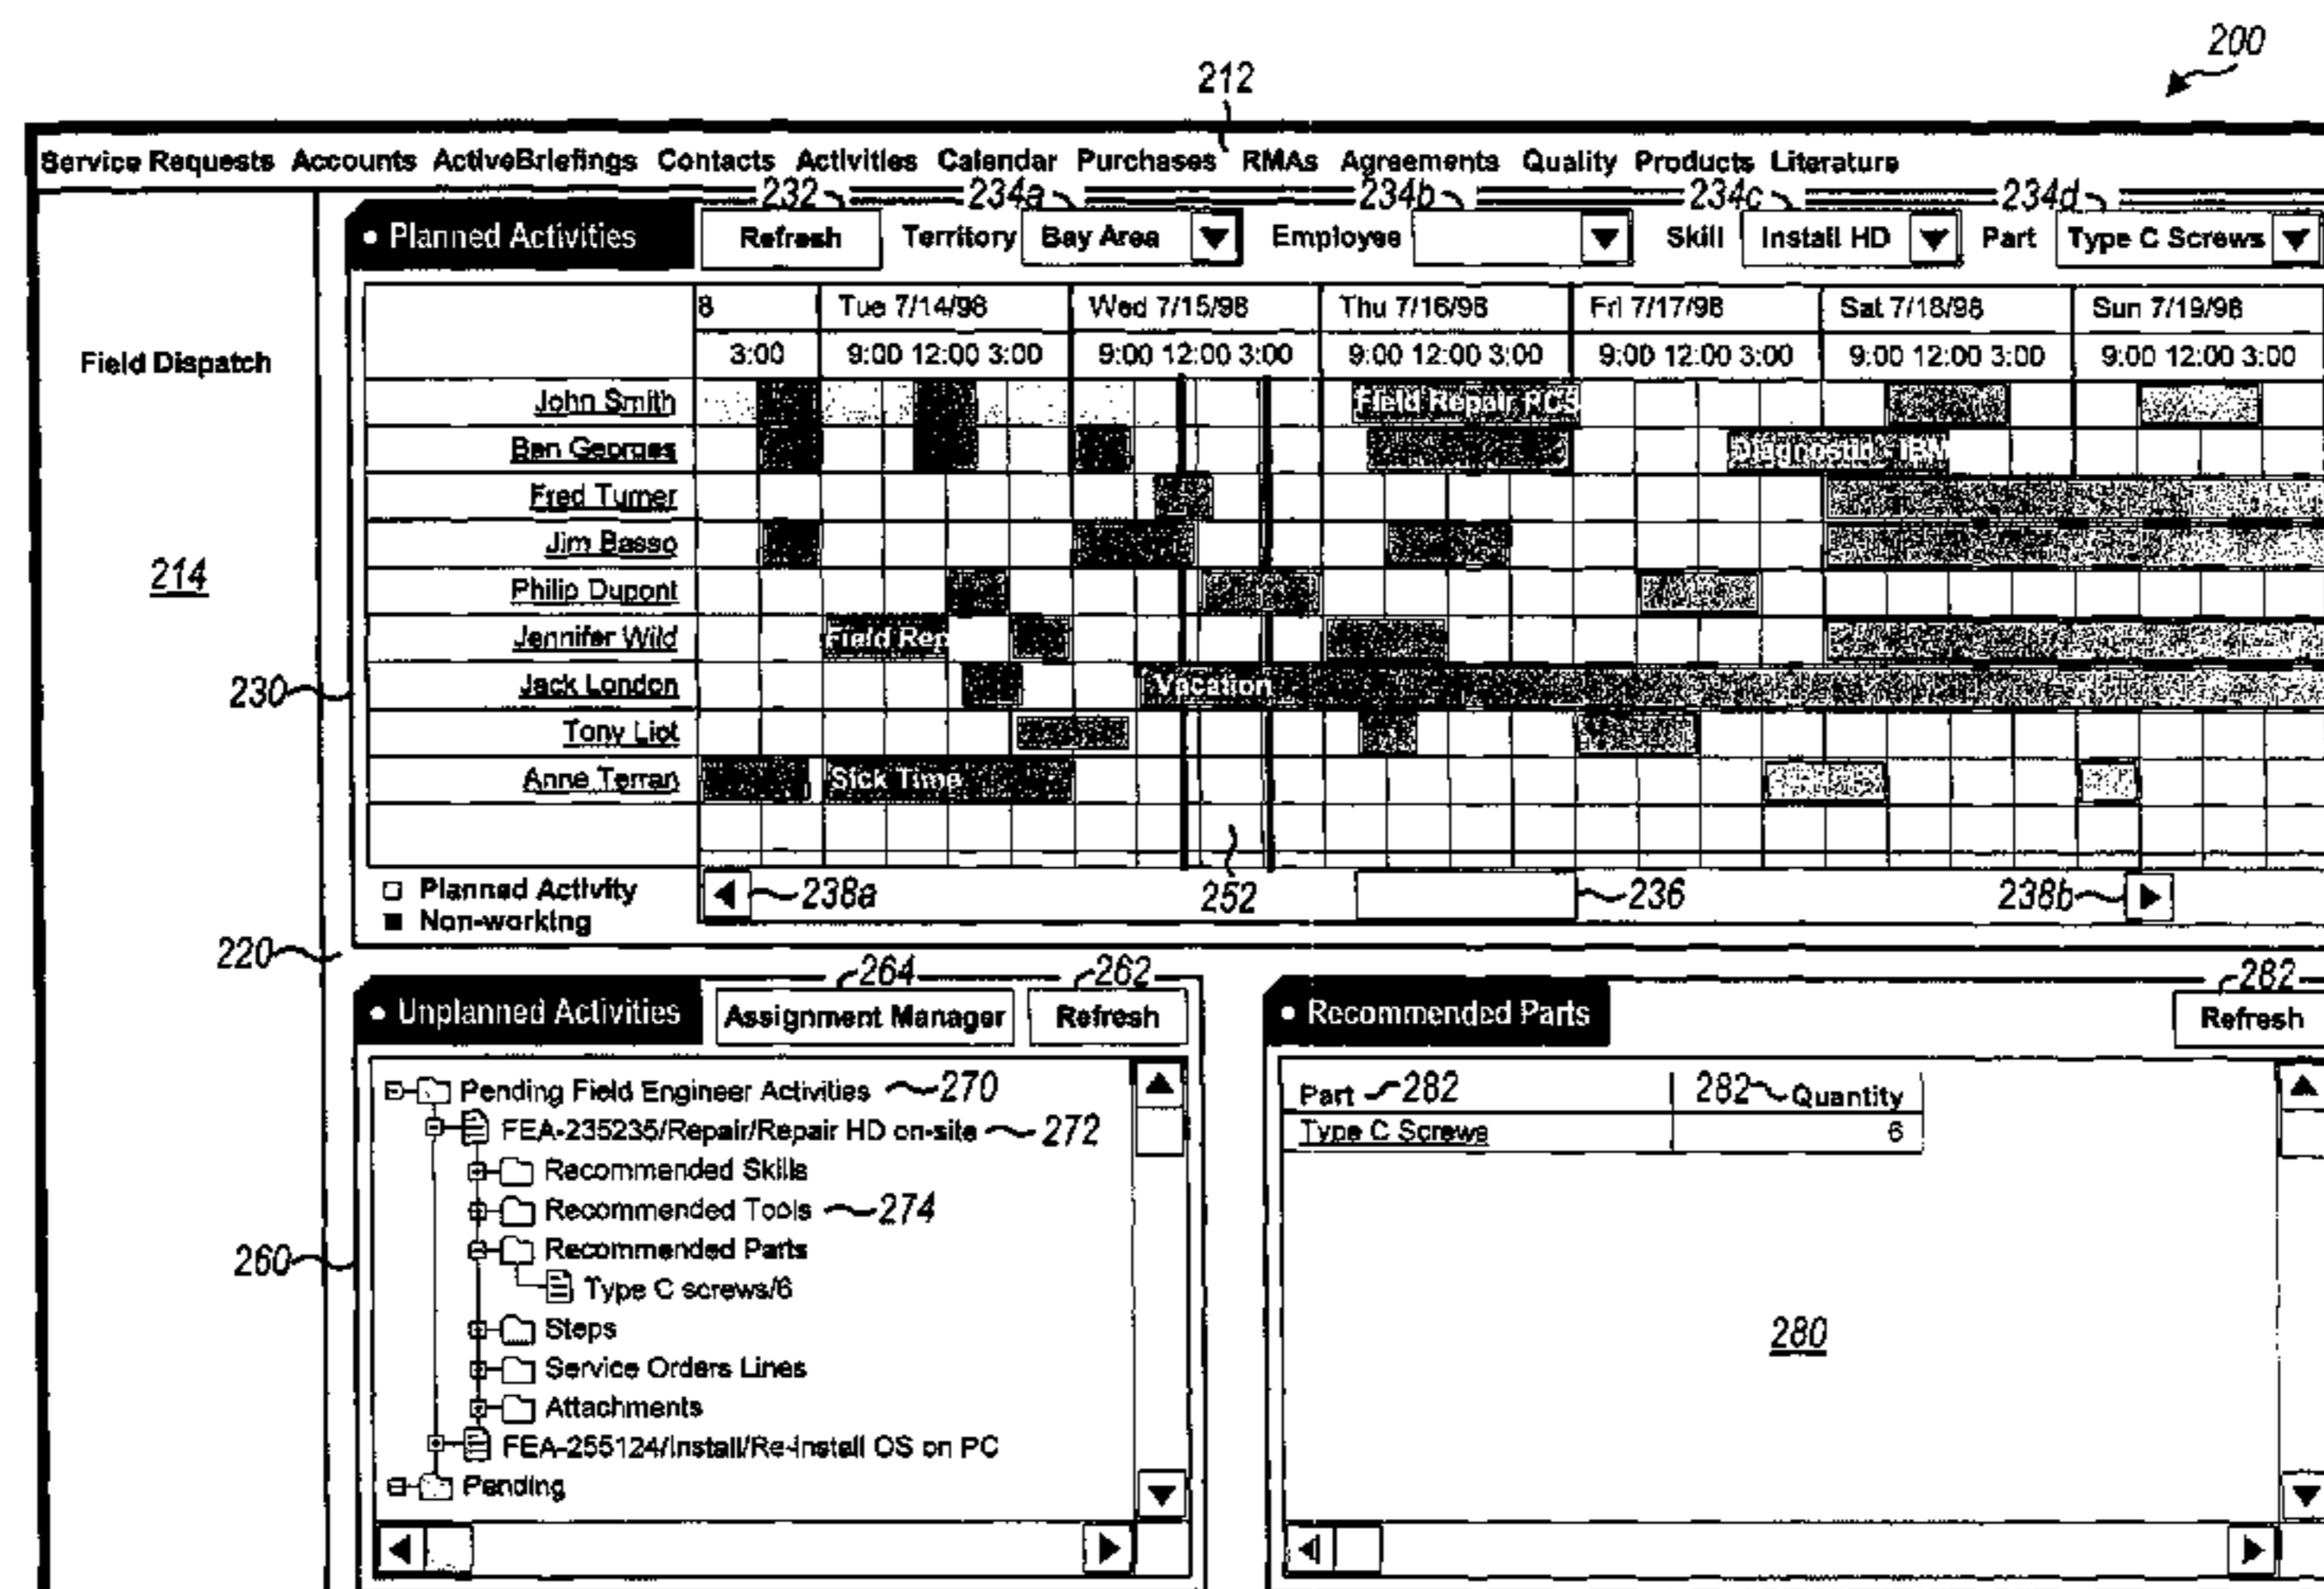 200
212
Service Requests Accounts ActiveBriefings Contacts Activities Calendar Purchases RMAs Agreements Quality Products Literature
232 234a 234b 234c 234d
• Planned Activities Refresh Territory Bay Area Employee Skill Install HD Part Type C Screws
8 Tue 7/14/98 Wed 7/15/98 Thu 7/16/98 Fri 7/17/98 Sat 7/18/98 Sun 7/19/98
Field Dispatch 3:00 9:00 12:00 3:00 9:00 12:00 3:00 9:00 12:00 3:00 9:00 12:00 3:00 9:00 12:00 3:00 9:00 12:00 3:00
John Smith Field Repair PCS
Ben Georges Diagnostic - IBM
Fred Turner
Jim Basso
214
Philip Dupont
Jennifer Wild Field Rep
230 Jack London Vacation
Tony Liot
Anne Terran Sick Time
Planned Activity 238a 252 236 238b
Non-working
220
264 262 282
• Unplanned Activities Assignment Manager Refresh • Recommended Parts Refresh
Pending Field Engineer Activities 270 Part 282 282 Quantity
FEA-235235/Repair/Repair HD on-site 272 Type C Screws 6
Recommended Skills
Recommended Tools 274
260 Recommended Parts
Type C screws/6
Steps 280
Service Orders Lines
Attachments
FEA-255124/Install/Re-install OS on PC
Pending